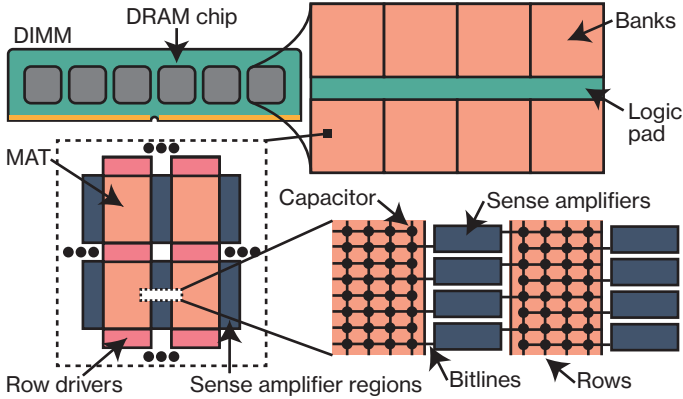 DRAM chip
DIMM
Banks
Logic
pad
MAT
Capacitor
Sense amplifiers
Row drivers
Sense amplifier regions
Bitlines
Rows